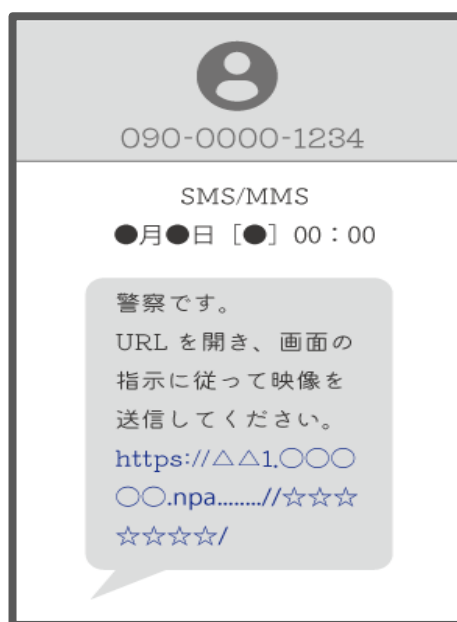 090-0000-1234
SMS/MMS
●月●日［●］00：00
警察です。
URL を開き、画面の
指示に従って映像を
送信してください。
https://△△1.○○○
○○.npa........//☆☆☆
☆☆☆☆/